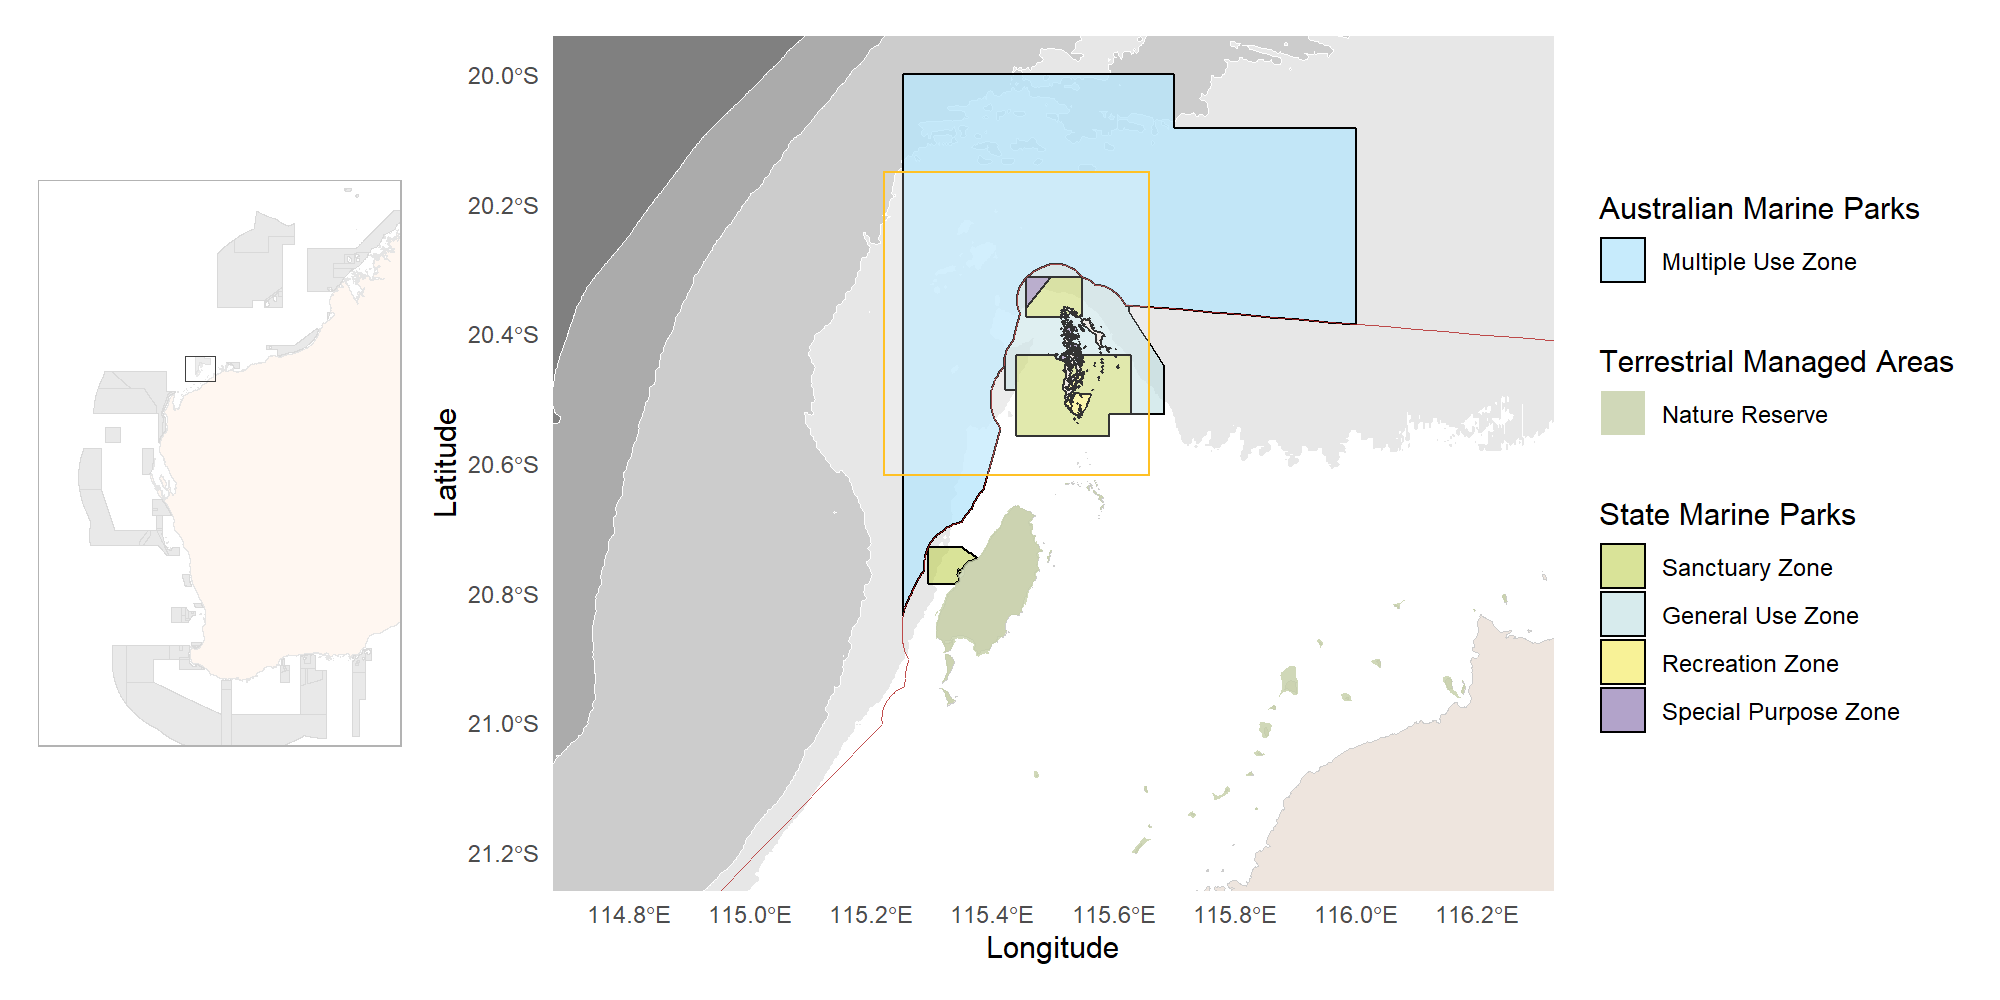 20.0°S
20.2°S
20.4°S
20.6°S
20.8°S
21.0°S
21.2°S
Latitude
114.8°E
115.0°E
115.2°E
115.4°E
115.6°E
115.8°E
116.0°E
116.2°E
Longitude
Australian Marine Parks
Multiple Use Zone
Terrestrial Managed Areas
Nature Reserve
State Marine Parks
Sanctuary Zone
General Use Zone
Recreation Zone
Special Purpose Zone